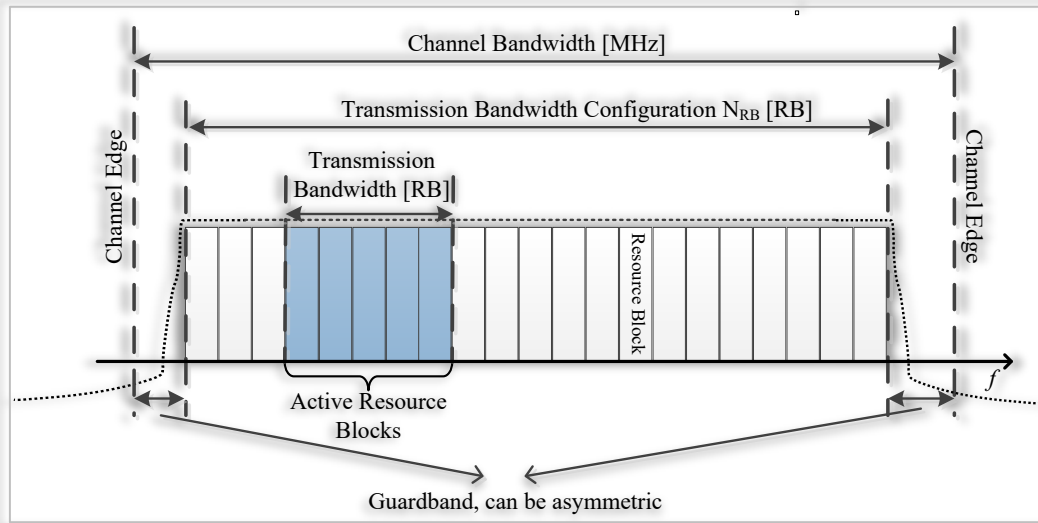 Channel Bandwidth [MHz]
Transmission Bandwidth Configuration N_RB [RB]
Transmission
Bandwidth [RB]
Channel Edge
Channel Edge
Resource Block
f
Active Resource
Blocks
Guardband, can be asymmetric